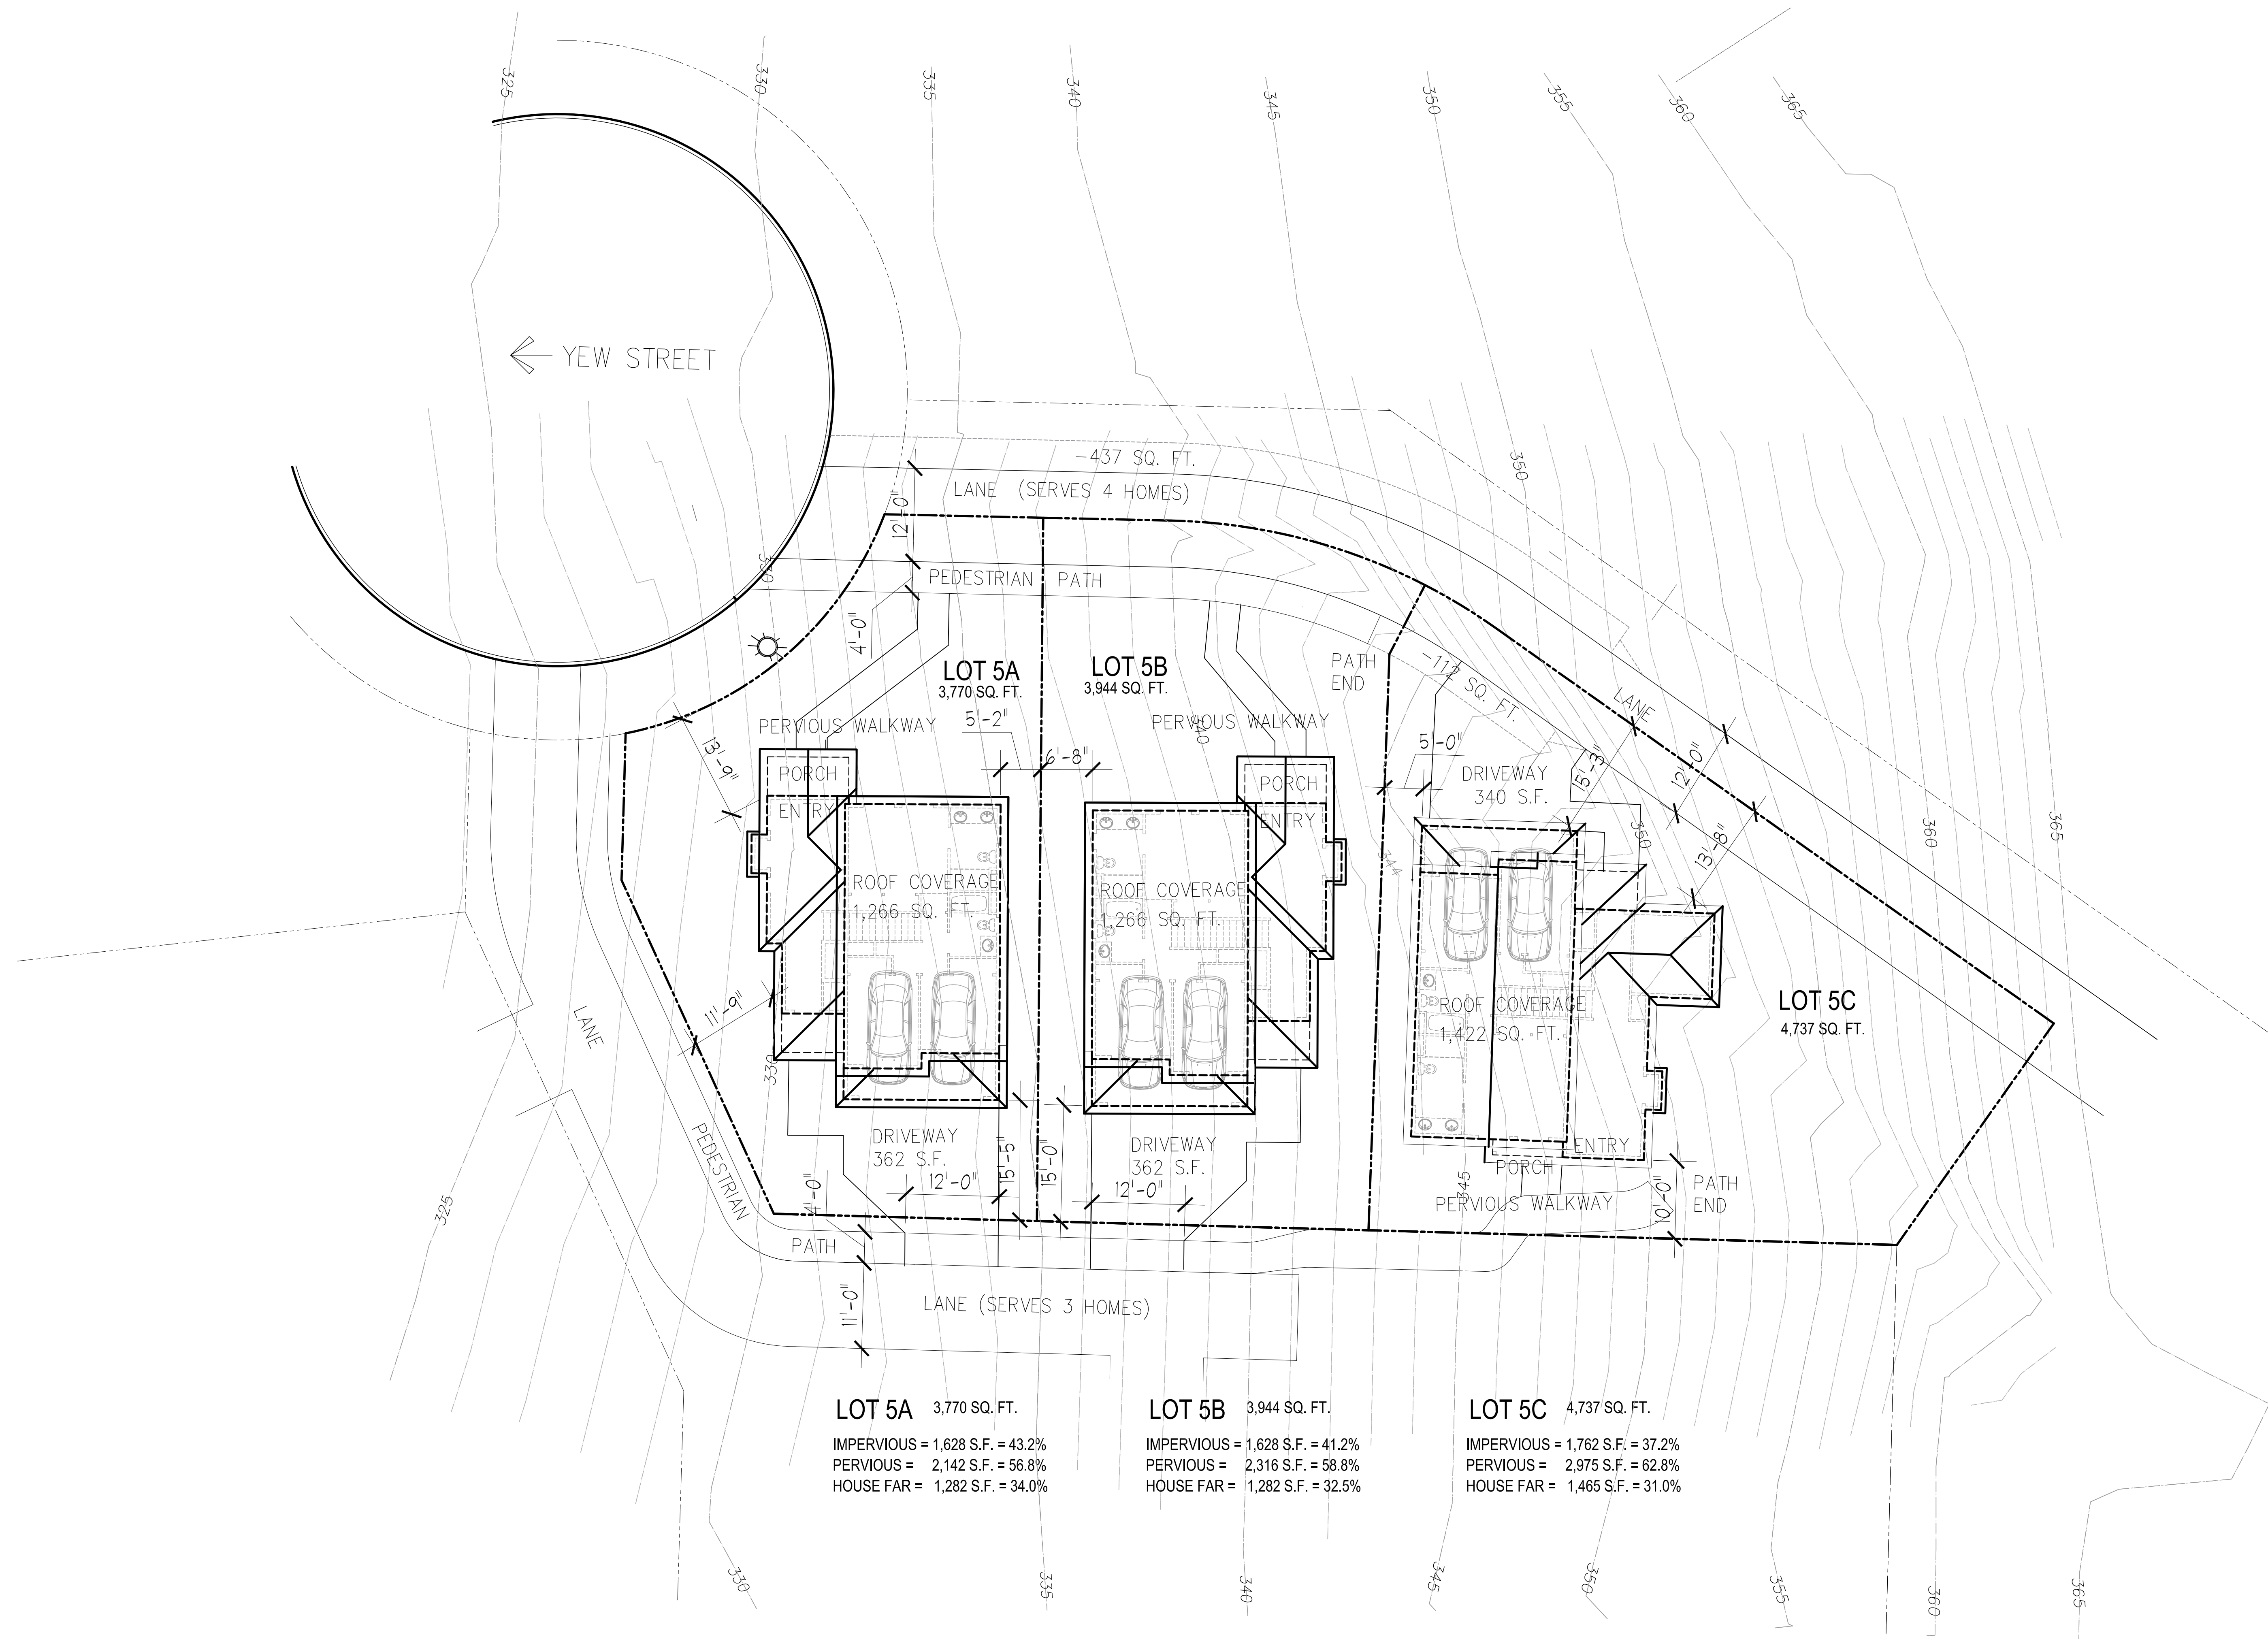 325
330
335
340
345
350
355
360
365
YEW STREET
-437 SQ. FT.
350
LANE (SERVES 4 HOMES)
12'-0"
330
PEDESTRIAN PATH
4'-0"
LOT 5A
3,770 SQ. FT.
LOT 5B
3,944 SQ. FT.
PATH
END
-112 SQ. FT.
LANE
PERVIOUS WALKWAY
5'-2"
PERVIOUS WALKWAY
340
13'-9"
6'-8"
5'-0"
15'-3"
12'-0"
PORCH
ENTRY
PORCH
ENTRY
DRIVEWAY
340 S.F.
350
13'-8"
360
365
344
ROOF COVERAGE
1,266 SQ. FT.
ROOF COVERAGE
1,266 SQ. FT.
ROOF COVERAGE
1,422 SQ. FT.
LOT 5C
4,737 SQ. FT.
11'-9"
LANE
330
PEDESTRIAN
PATH
325
DRIVEWAY
362 S.F.
12'-0"
15'-5"
15'-0"
DRIVEWAY
362 S.F.
12'-0"
4'-0"
ENTRY
PORCH
345
PERVIOUS WALKWAY
10'-0"
PATH
END
11'-0"
LANE (SERVES 3 HOMES)
LOT 5A 3,770 SQ. FT.
IMPERVIOUS = 1,628 S.F. = 43.2%
PERVIOUS = 2,142 S.F. = 56.8%
HOUSE FAR = 1,282 S.F. = 34.0%
LOT 5B 3,944 SQ. FT.
IMPERVIOUS = 1,628 S.F. = 41.2%
PERVIOUS = 2,316 S.F. = 58.8%
HOUSE FAR = 1,282 S.F. = 32.5%
LOT 5C 4,737 SQ. FT.
IMPERVIOUS = 1,762 S.F. = 37.2%
PERVIOUS = 2,975 S.F. = 62.8%
HOUSE FAR = 1,465 S.F. = 31.0%
330
335
340
345
350
355
360
365